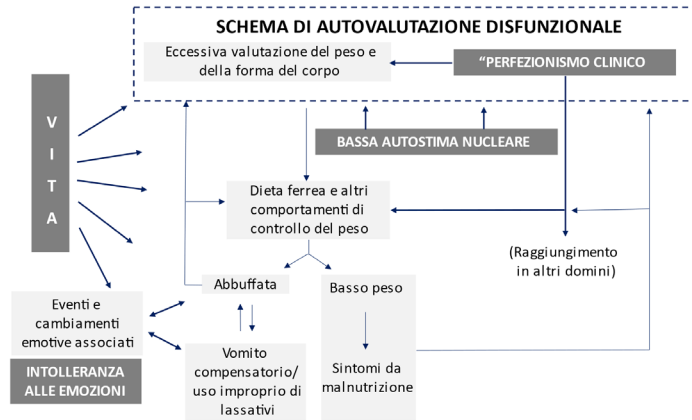 SCHEMA DI AUTOVALUTAZIONE DISFUNZIONALE
Eccessiva valutazione del peso e
della forma del corpo
“PERFEZIONISMO CLINICO
V
I
T
A
BASSA AUTOSTIMA NUCLEARE
Dieta ferrea e altri
comportamenti di
controllo del peso
(Raggiungimento
in altri domini)
Abbuffata
Basso peso
Eventi e
cambiamenti
emotive associati
Vomito
compensatorio/
uso improprio di
lassativi
Sintomi da
malnutrizione
INTOLLERANZA
ALLE EMOZIONI